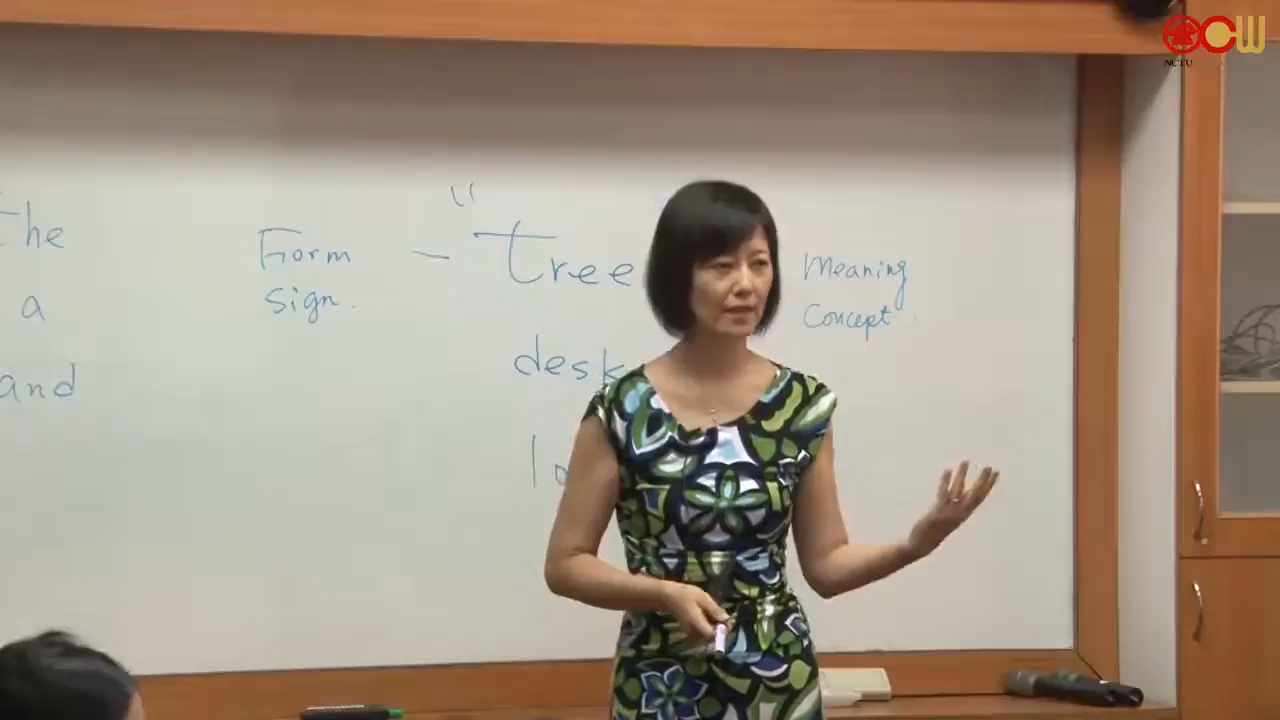 the
a
and
Form
sign.
— "tree
desk
Meaning
Concept.
OCW
NCTU